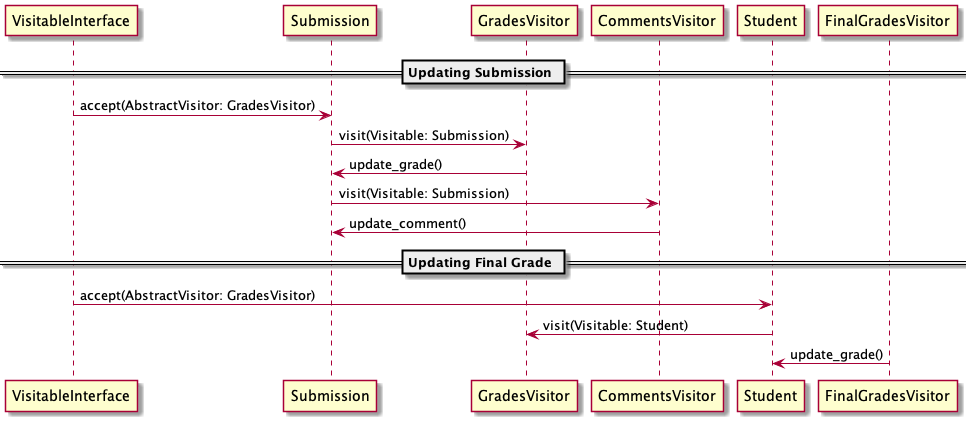 VisitableInterface Submission GradesVisitor CommentsVisitor Student FinalGradesVisitor
Updating Submission
accept(AbstractVisitor: GradesVisitor)
visit(Visitable: Submission)
update_grade()
visit(Visitable: Submission)
update_comment()
Updating Final Grade
accept(AbstractVisitor: GradesVisitor)
visit(Visitable: Student)
update_grade()
VisitableInterface Submission GradesVisitor CommentsVisitor Student FinalGradesVisitor